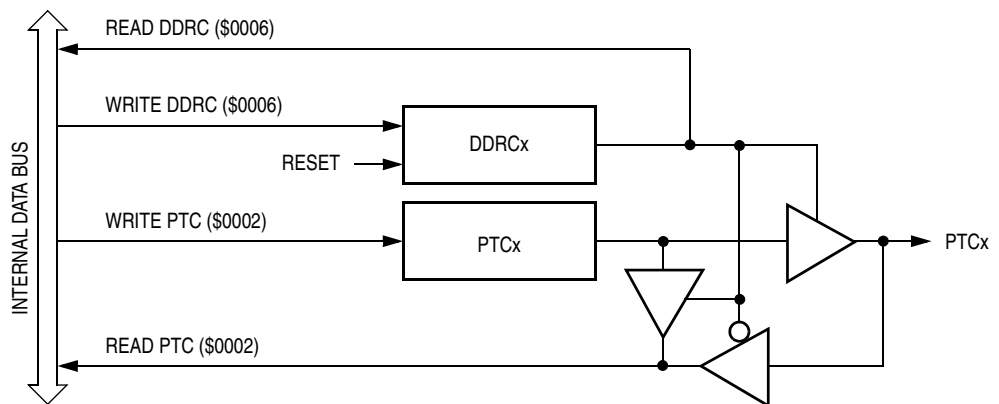 READ DDRC ($0006)
WRITE DDRC ($0006)
DDRCx
RESET
INTERNAL DATA BUS
WRITE PTC ($0002)
PTCx
PTCx
READ PTC ($0002)